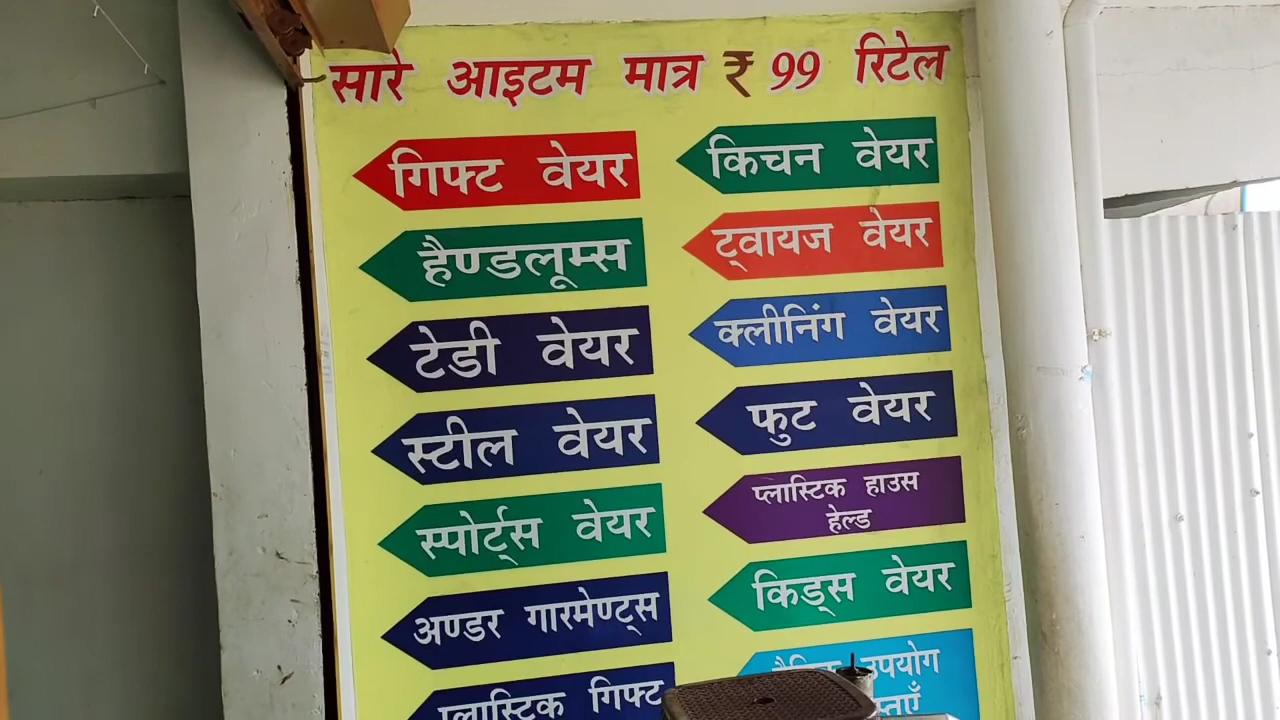 सारे आइटम मात्र ₹ 99 रिटेल
गिफ्ट वेयर
हैण्डलूम्स
टेडी वेयर
स्टील वेयर
स्पोर्ट्स वेयर
अण्डर गारमेण्ट्स
प्लास्टिक गिफ्ट
किचन वेयर
ट्वायज वेयर
क्लीनिंग वेयर
फुट वेयर
प्लास्टिक हाउस
हेल्ड
किड्स वेयर
उपयोग